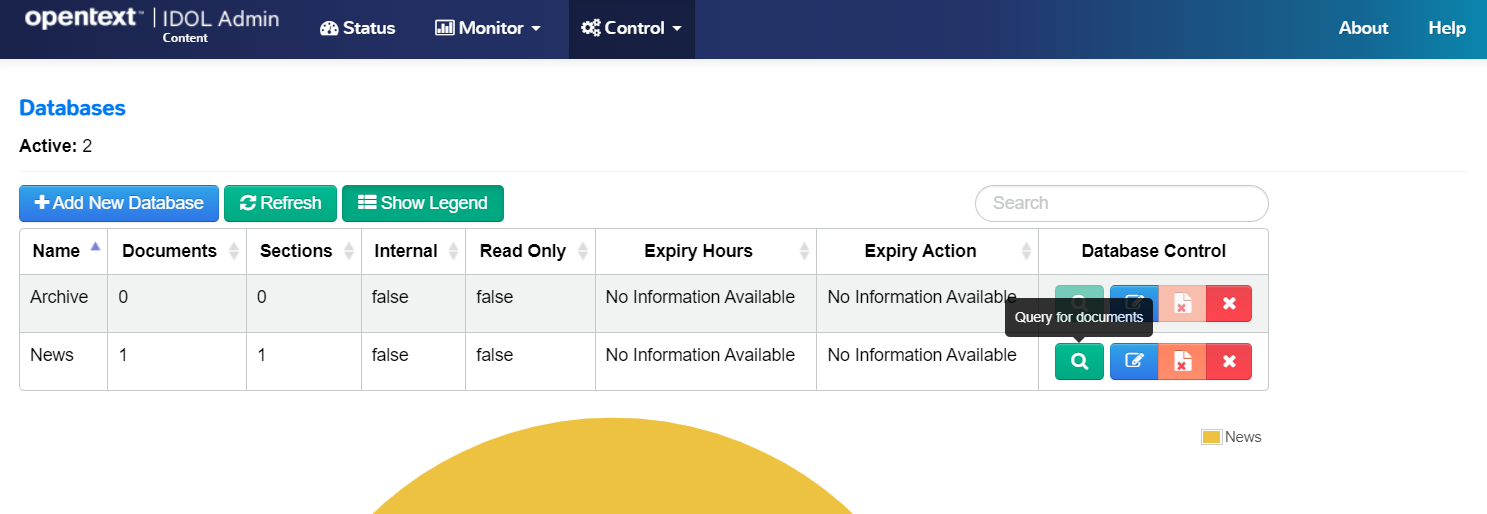 opentext™ | IDOL Admin
Content
Status
Monitor
Control
About
Help
Databases
Active: 2
Add New Database
Refresh
Show Legend
Search
Name Documents Sections Internal Read Only Expiry Hours Expiry Action Database Control
Archive 0 0 false false No Information Available No Information Available
Query for documents
News 1 1 false false No Information Available No Information Available
News